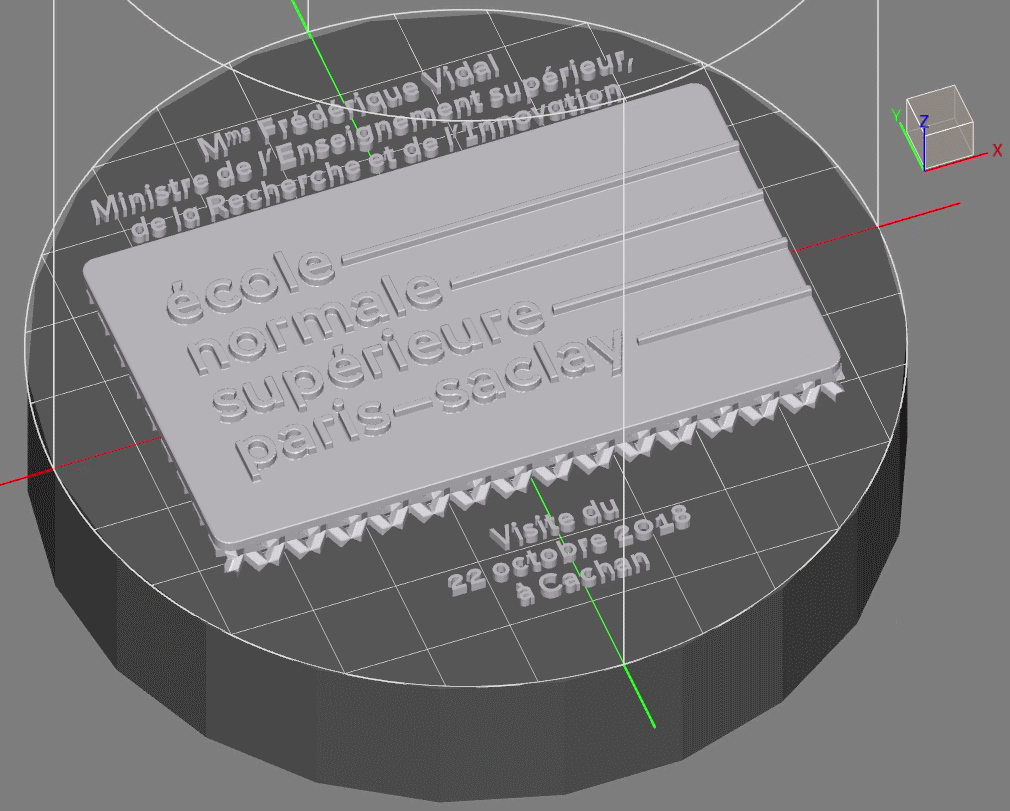 Mme Frédérique Vidal
Ministre de l'Enseignement supérieur,
de la Recherche et de l'Innovation
école
normale
supérieure
paris—saclay
Visite du
22 octobre 2018
à Cachan
Y
Z
X